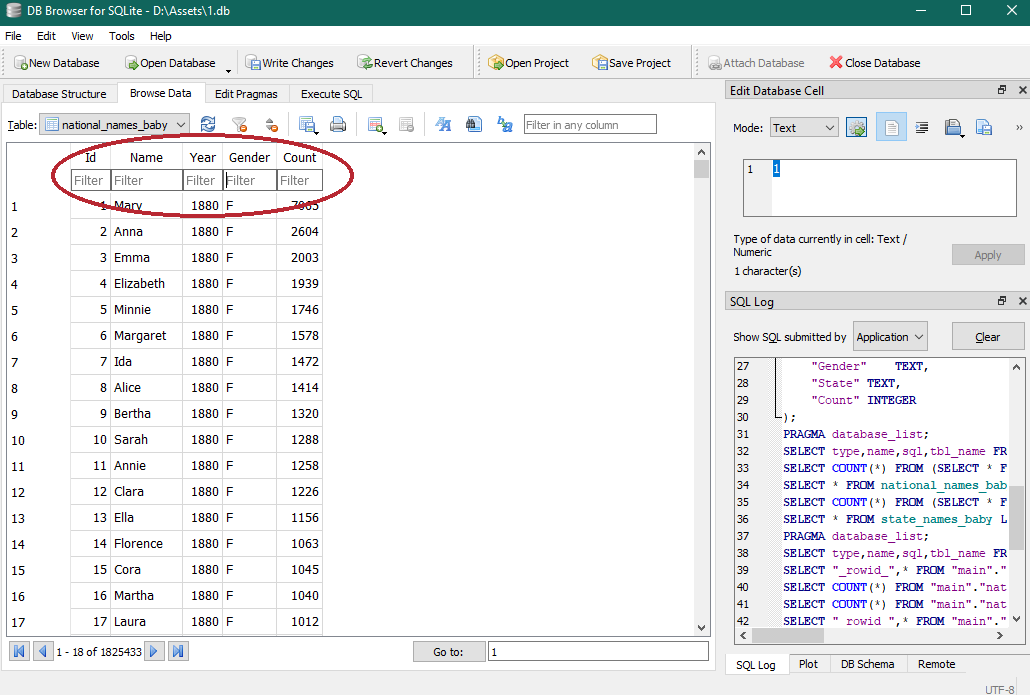 DB Browser for SQLite - D:\Assets\1.db
File Edit View Tools Help
New Database Open Database Write Changes Revert Changes Open Project Save Project Attach Database Close Database
Database Structure Browse Data Edit Pragmas Execute SQL
Table: national_names_baby Filter in any column
Id Name Year Gender Count
Filter Filter Filter Filter Filter
1 1 Mary 1880 F 7065
2 2 Anna 1880 F 2604
3 3 Emma 1880 F 2003
4 4 Elizabeth 1880 F 1939
5 5 Minnie 1880 F 1746
6 6 Margaret 1880 F 1578
7 7 Ida 1880 F 1472
8 8 Alice 1880 F 1414
9 9 Bertha 1880 F 1320
10 10 Sarah 1880 F 1288
11 11 Annie 1880 F 1258
12 12 Clara 1880 F 1226
13 13 Ella 1880 F 1156
14 14 Florence 1880 F 1063
15 15 Cora 1880 F 1045
16 16 Martha 1880 F 1040
17 17 Laura 1880 F 1012
1 - 18 of 1825433 Go to: 1
Edit Database Cell
Mode: Text
1 1
Type of data currently in cell: Text /
Numeric
1 character(s)
Apply
SQL Log
Show SQL submitted by Application Clear
27 "Gender" TEXT,
28 "State" TEXT,
29 "Count" INTEGER
30 );
31 PRAGMA database_list;
32 SELECT type,name,sql,tbl_name FR
33 SELECT COUNT(*) FROM (SELECT * F
34 SELECT * FROM national_names_bab
35 SELECT COUNT(*) FROM (SELECT * F
36 SELECT * FROM state_names_baby L
37 PRAGMA database_list;
38 SELECT type,name,sql,tbl_name FR
39 SELECT "_rowid_",* FROM "main"."
40 SELECT COUNT(*) FROM "main"."nat
41 SELECT COUNT(*) FROM "main"."nat
42 SELECT "_rowid_",* FROM "main"."
SQL Log Plot DB Schema Remote
UTF-8